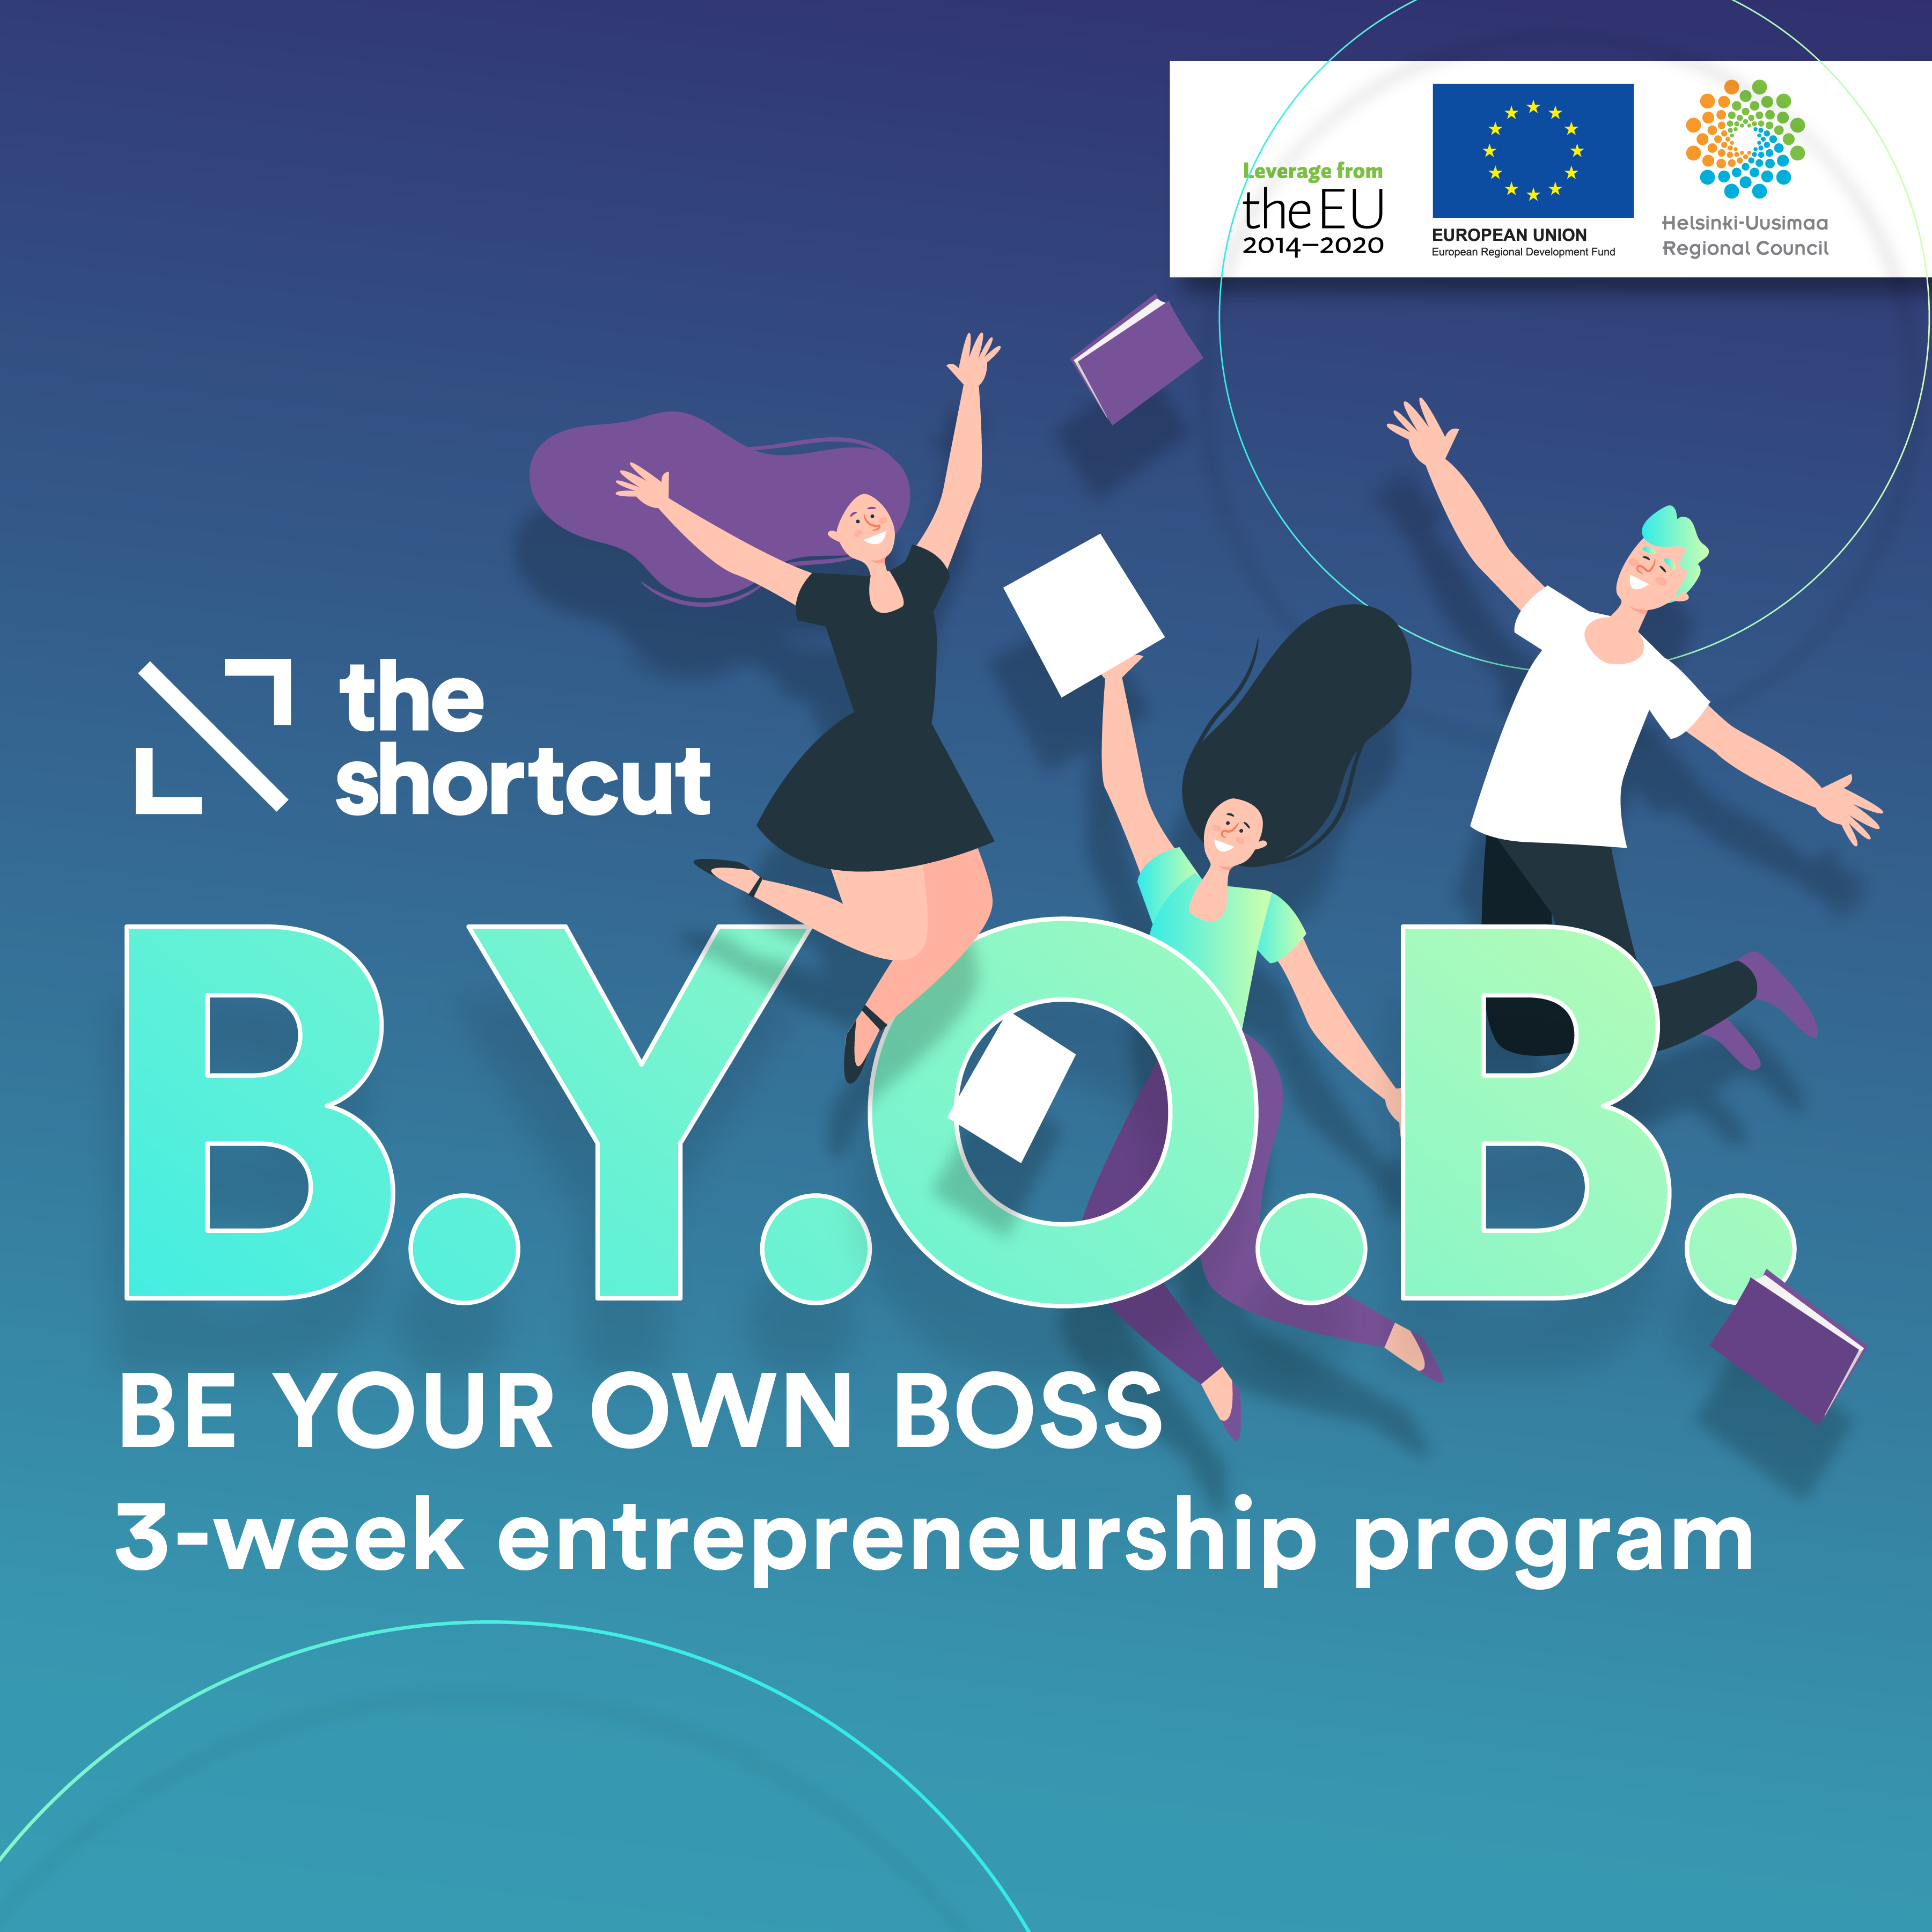 Leverage from
the EU
2014–2020
EUROPEAN UNION
European Regional Development Fund
Helsinki-Uusimaa
Regional Council
the
shortcut
B.Y.O.B.
BE YOUR OWN BOSS
3-week entrepreneurship program